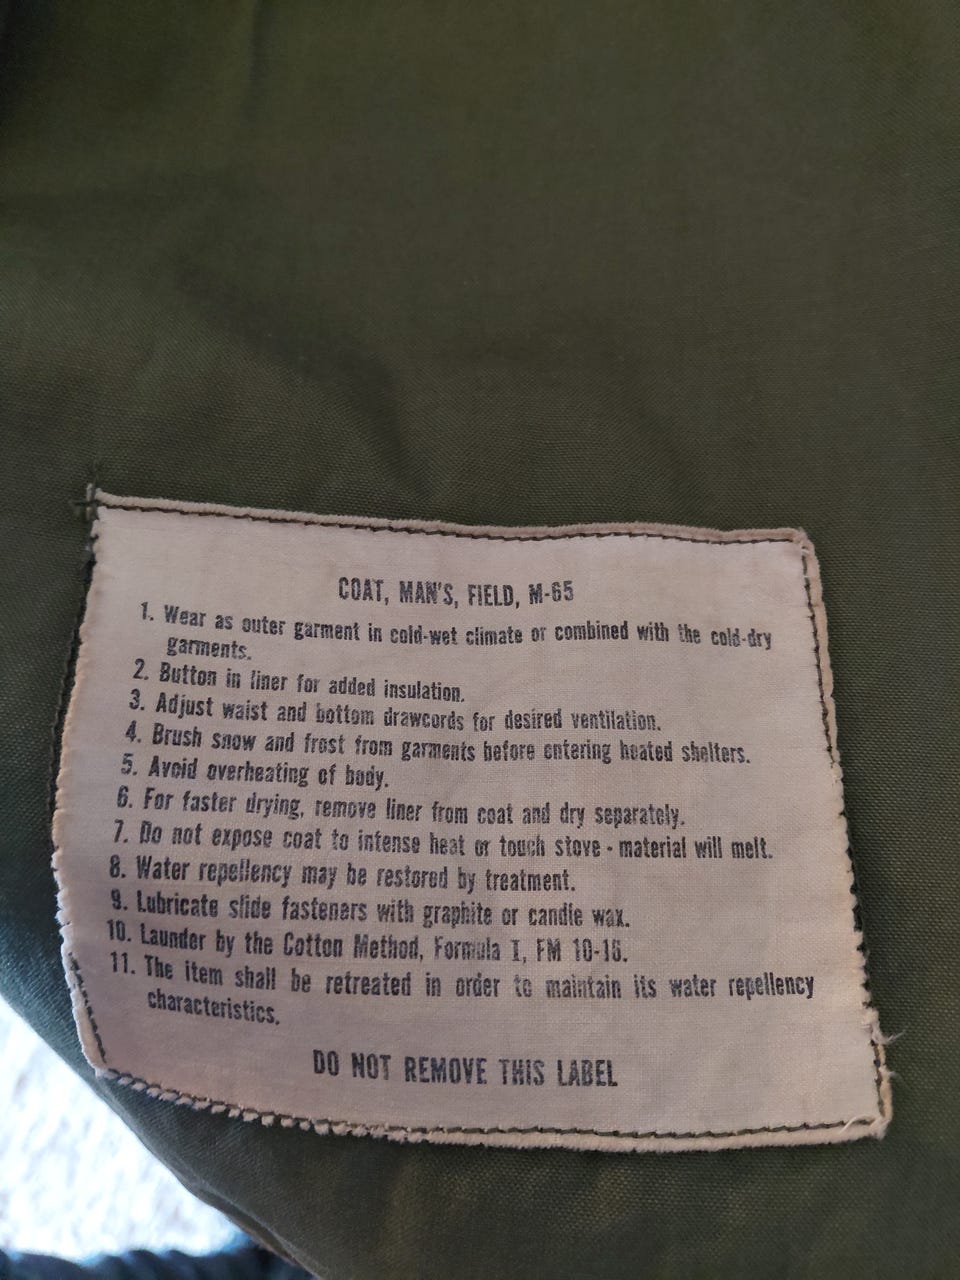 COAT, MAN'S, FIELD, M-65
1. Wear as outer garment in cold-wet climate or combined with the cold-dry
garments.
2. Button in liner for added insulation.
3. Adjust waist and bottom drawcords for desired ventilation.
4. Brush snow and frost from garments before entering heated shelters.
5. Avoid overheating of body.
6. For faster drying, remove liner from coat and dry separately.
7. Do not expose coat to intense heat or touch stove - material will melt.
8. Water repellency may be restored by treatment.
9. Lubricate slide fasteners with graphite or candle wax.
10. Launder by the Cotton Method, Formula I, FM 10-16.
11. The item shall be retreated in order to maintain its water repellency
characteristics.
DO NOT REMOVE THIS LABEL